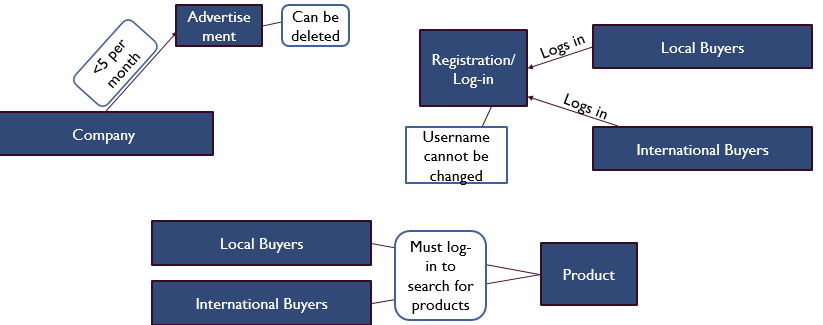 Advertise
ment
Can be
deleted
<5 per
month
Company
Registration/
Log-in
Logs in
Local Buyers
Logs in
International Buyers
Username
cannot be
changed
Local Buyers
International Buyers
Must log-
in to
search for
products
Product